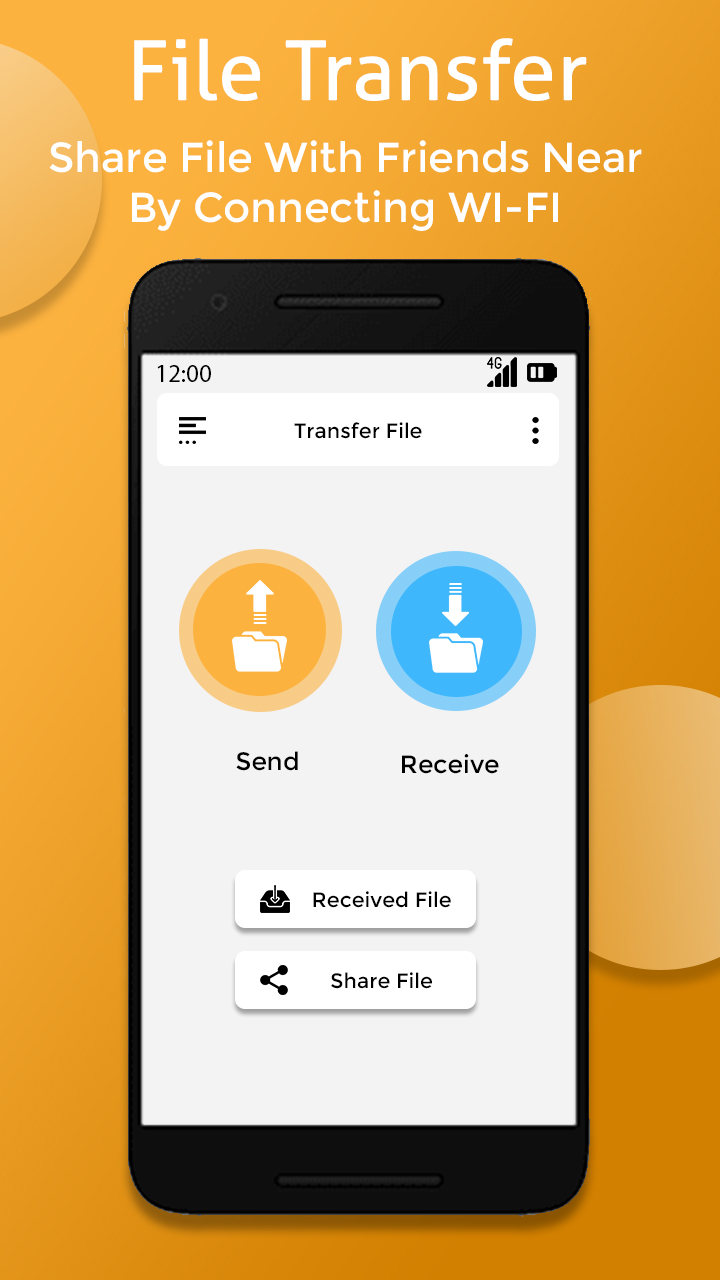 File Transfer
Share File With Friends Near
By Connecting WI-FI
12:00
4G
Transfer File
Send
Receive
Received File
Share File